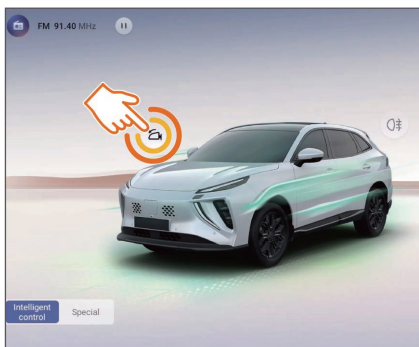 FM 91.40 MHz
Intelligent
control
Special